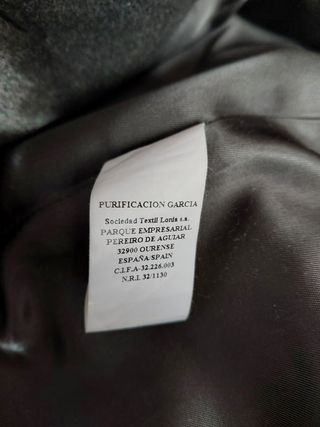 PURIFICACION GARCIA
Sociedad Textil Lonia s.a.
PARQUE EMPRESARIAL
PEREIRO DE AGUIAR
32900 OURENSE
ESPAÑA·SPAIN
C.I.F.A-32.226.003
N.R.I. 32/1130